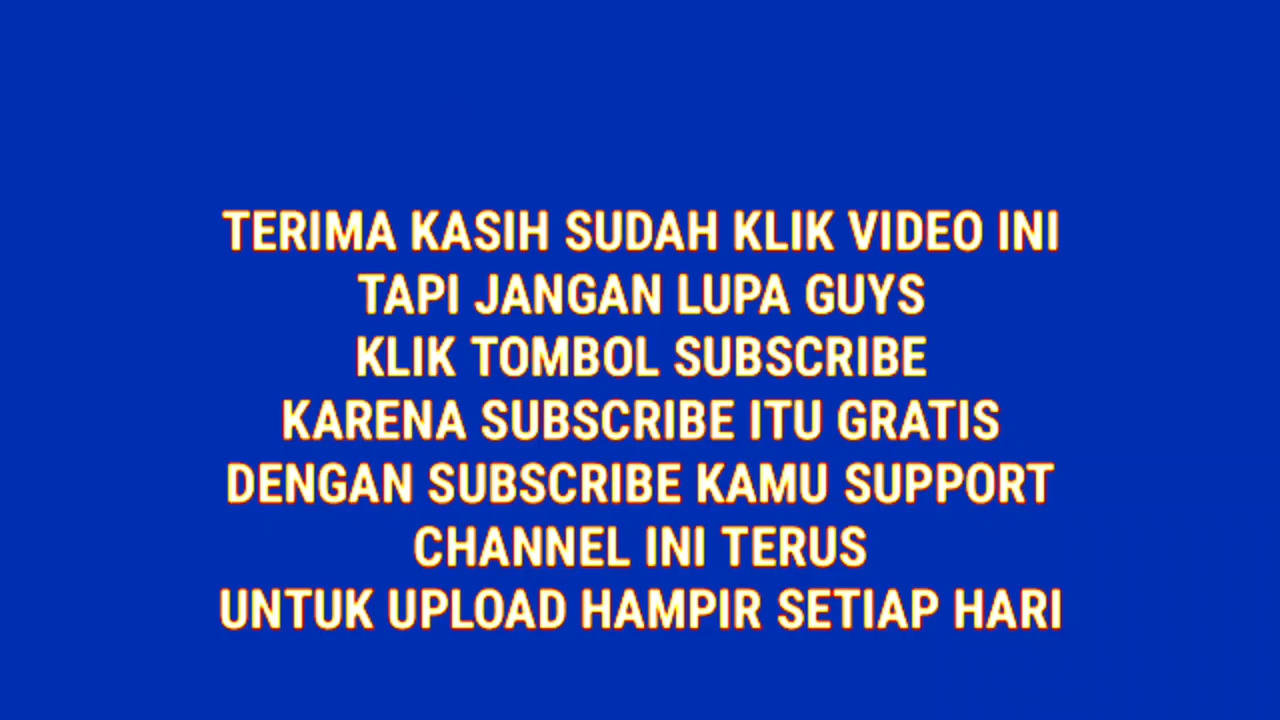 TERIMA KASIH SUDAH KLIK VIDEO INI
TAPI JANGAN LUPA GUYS
KLIK TOMBOL SUBSCRIBE
KARENA SUBSCRIBE ITU GRATIS
DENGAN SUBSCRIBE KAMU SUPPORT
CHANNEL INI TERUS
UNTUK UPLOAD HAMPIR SETIAP HARI